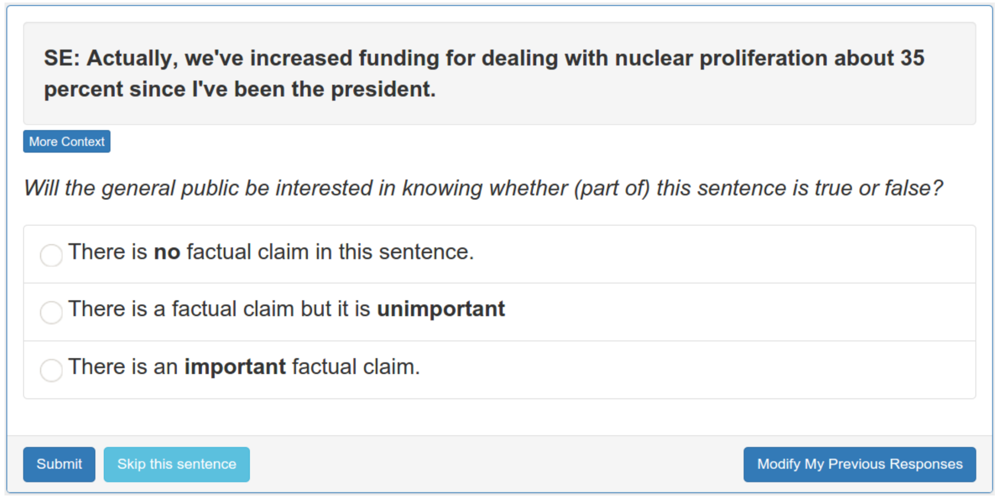 SE: Actually, we've increased funding for dealing with nuclear proliferation about 35
percent since I've been the president.
More Context
Will the general public be interested in knowing whether (part of) this sentence is true or false?
There is no factual claim in this sentence.
There is a factual claim but it is unimportant
There is an important factual claim.
Submit Skip this sentence Modify My Previous Responses